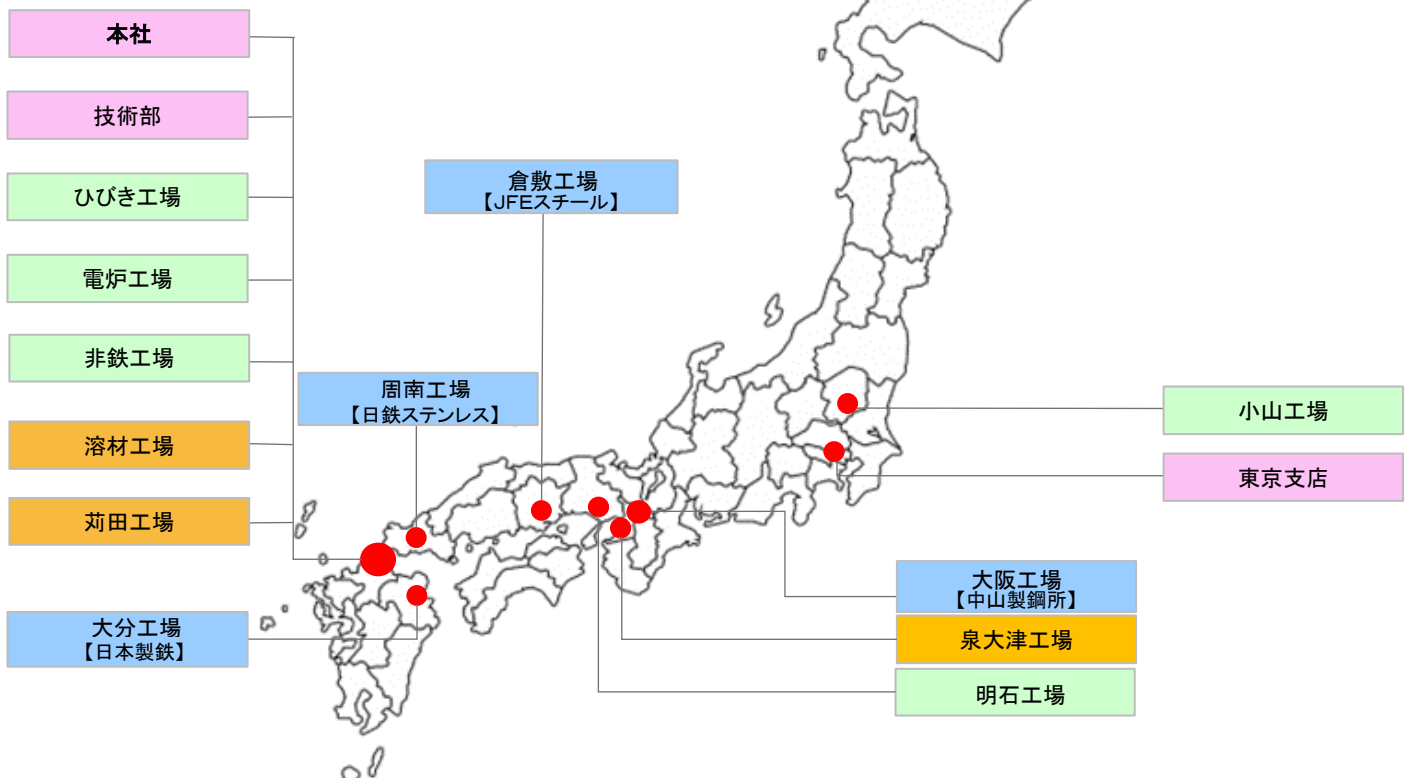 本社
技術部
ひびき工場
電炉工場
非鉄工場
溶材工場
苅田工場
大分工場
【日本製鉄】
周南工場
【日鉄ステンレス】
倉敷工場
【JFEスチール】
小山工場
東京支店
大阪工場
【中山製鋼所】
泉大津工場
明石工場